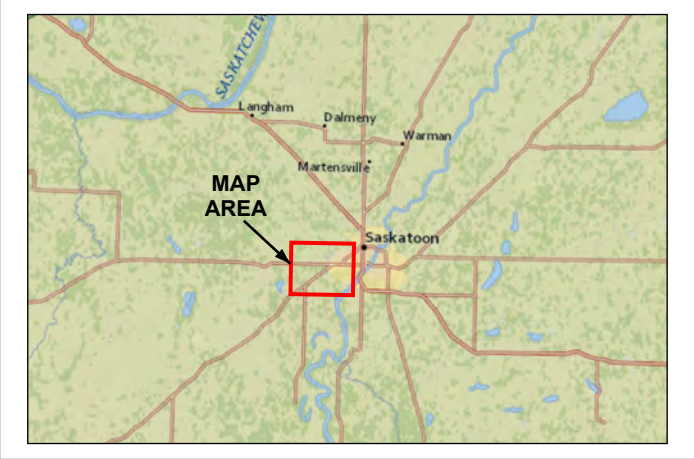 SASKATCHEW
Langham
Dalmeny
Warman
Martensville
MAP
AREA
Saskatoon